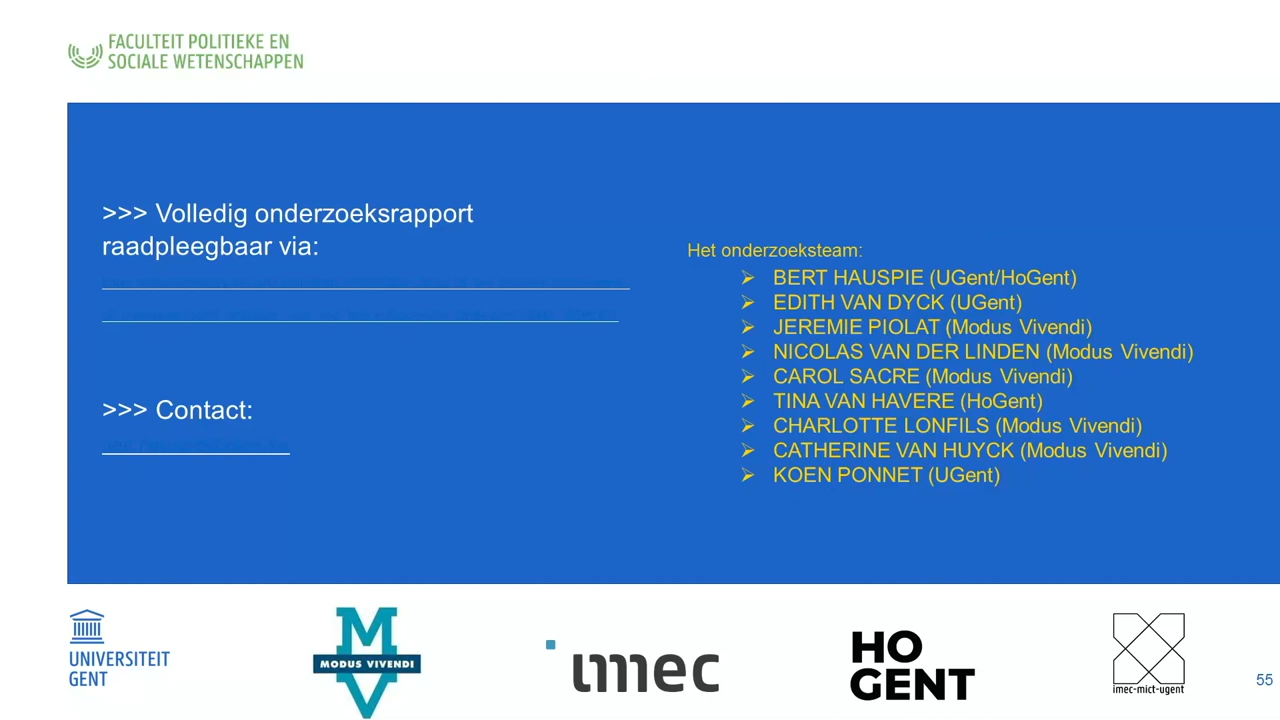 FACULTEIT POLITIEKE EN
SOCIALE WETENSCHAPPEN
>>> Volledig onderzoeksrapport
raadpleegbaar via:
>>> Contact:
Het onderzoeksteam:
➢ BERT HAUSPIE (UGent/HoGent)
➢ EDITH VAN DYCK (UGent)
➢ JEREMIE PIOLAT (Modus Vivendi)
➢ NICOLAS VAN DER LINDEN (Modus Vivendi)
➢ CAROL SACRE (Modus Vivendi)
➢ TINA VAN HAVERE (HoGent)
➢ CHARLOTTE LONFILS (Modus Vivendi)
➢ CATHERINE VAN HUYCK (Modus Vivendi)
➢ KOEN PONNET (UGent)
UNIVERSITEIT
GENT
M
MODUS VIVENDI
V
imec
HO
GENT
imec-mict-ugent
55